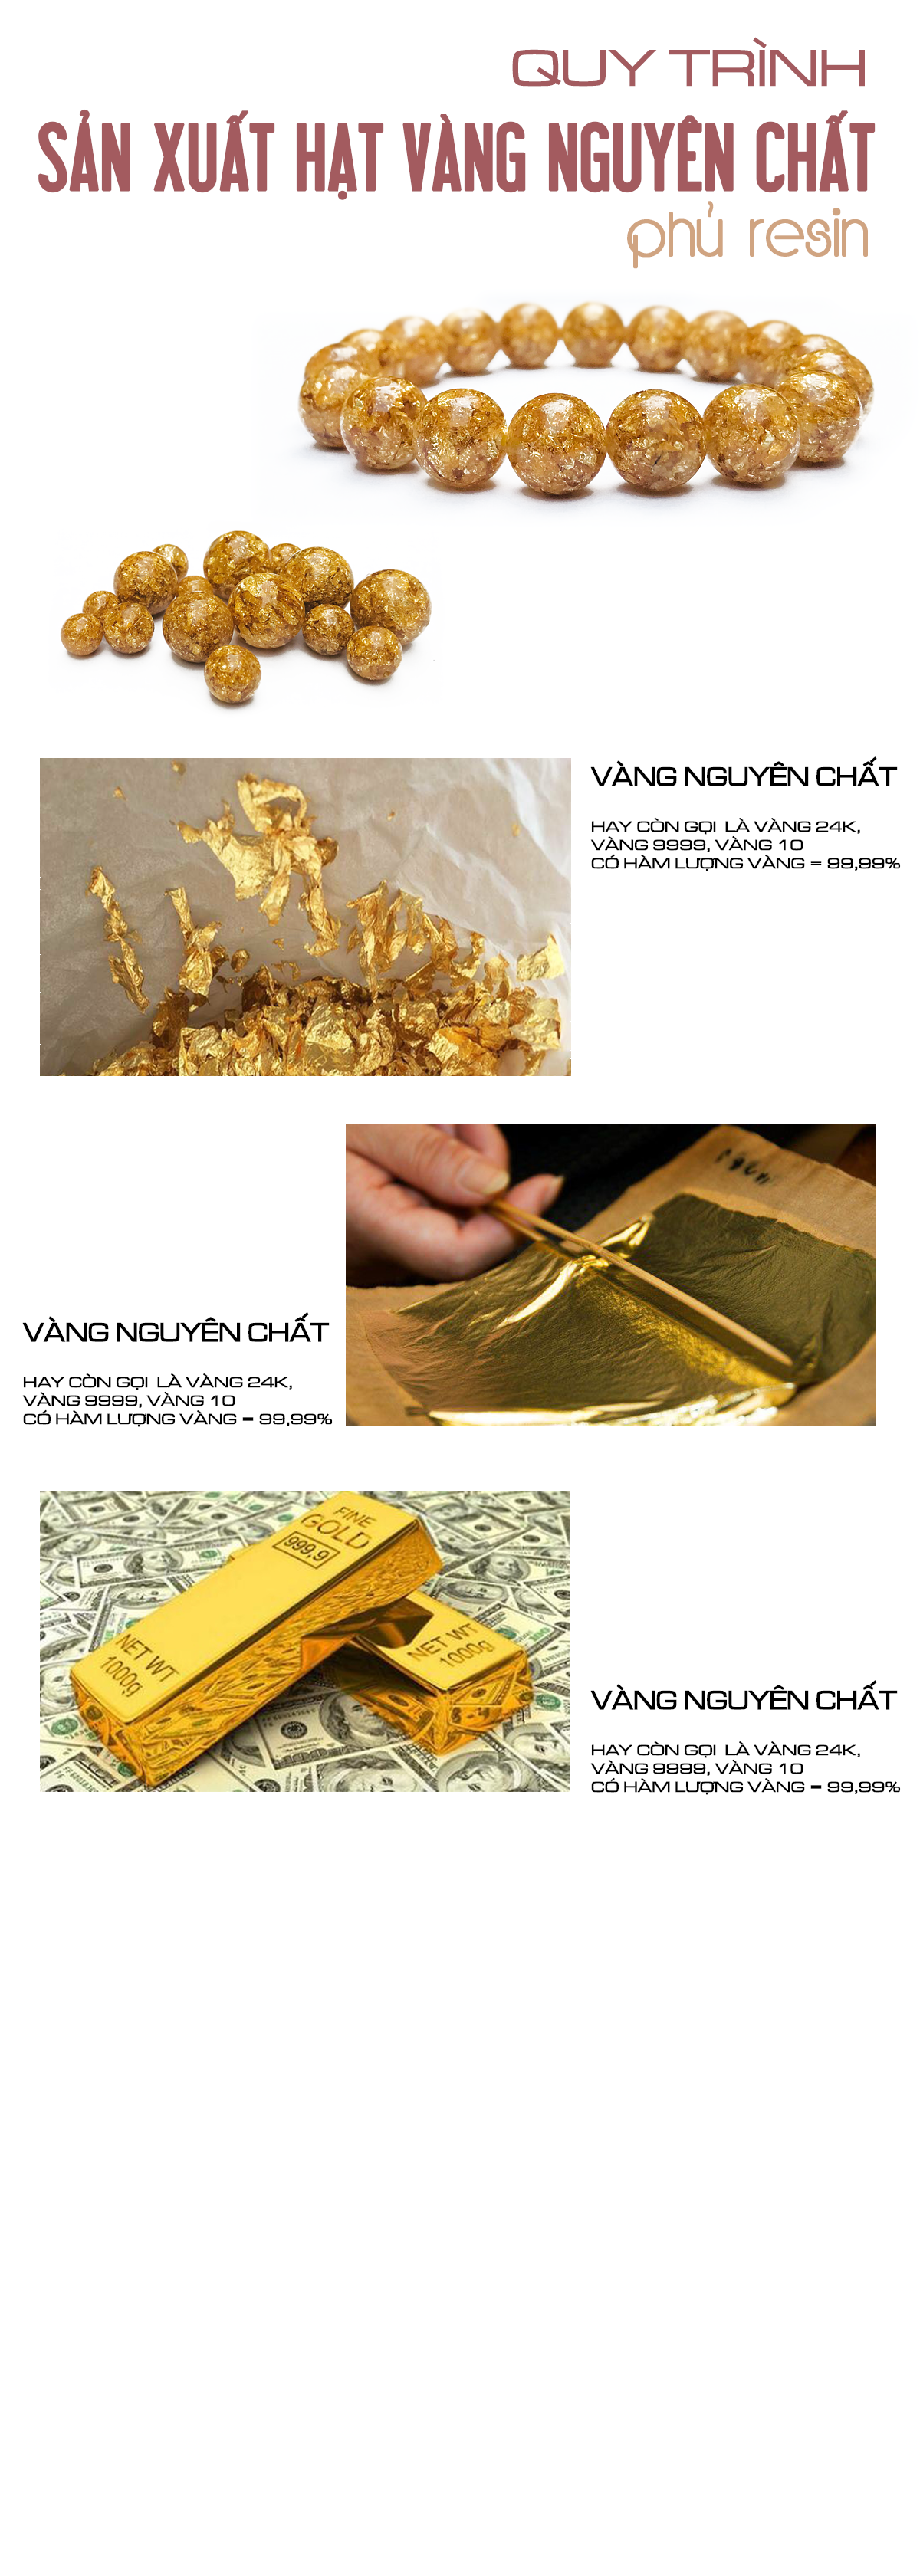 QUY TRÌNH
SẢN XUẤT HẠT VÀNG NGUYÊN CHẤT
phủ resin
VÀNG NGUYÊN CHẤT
HAY CÒN GỌI LÀ VÀNG 24K,
VÀNG 9999, VÀNG 10
CÓ HÀM LƯỢNG VÀNG = 99,99%
VÀNG NGUYÊN CHẤT
HAY CÒN GỌI LÀ VÀNG 24K,
VÀNG 9999, VÀNG 10
CÓ HÀM LƯỢNG VÀNG = 99,99%
FINE
GOLD
999,9
NET WT
1000g
NET WT
1000g
VÀNG NGUYÊN CHẤT
HAY CÒN GỌI LÀ VÀNG 24K,
VÀNG 9999, VÀNG 10
CÓ HÀM LƯỢNG VÀNG = 99,99%